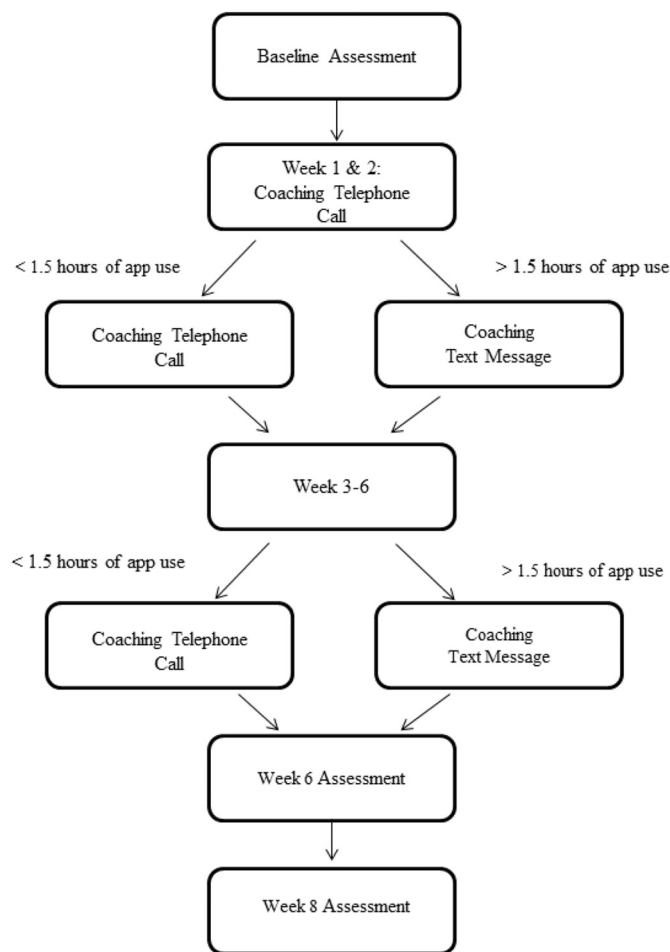 Baseline Assessment
Week 1 & 2:
Coaching Telephone
Call
< 1.5 hours of app use
> 1.5 hours of app use
Coaching Telephone
Call
Coaching
Text Message
Week 3-6
< 1.5 hours of app use
> 1.5 hours of app use
Coaching Telephone
Call
Coaching
Text Message
Week 6 Assessment
Week 8 Assessment